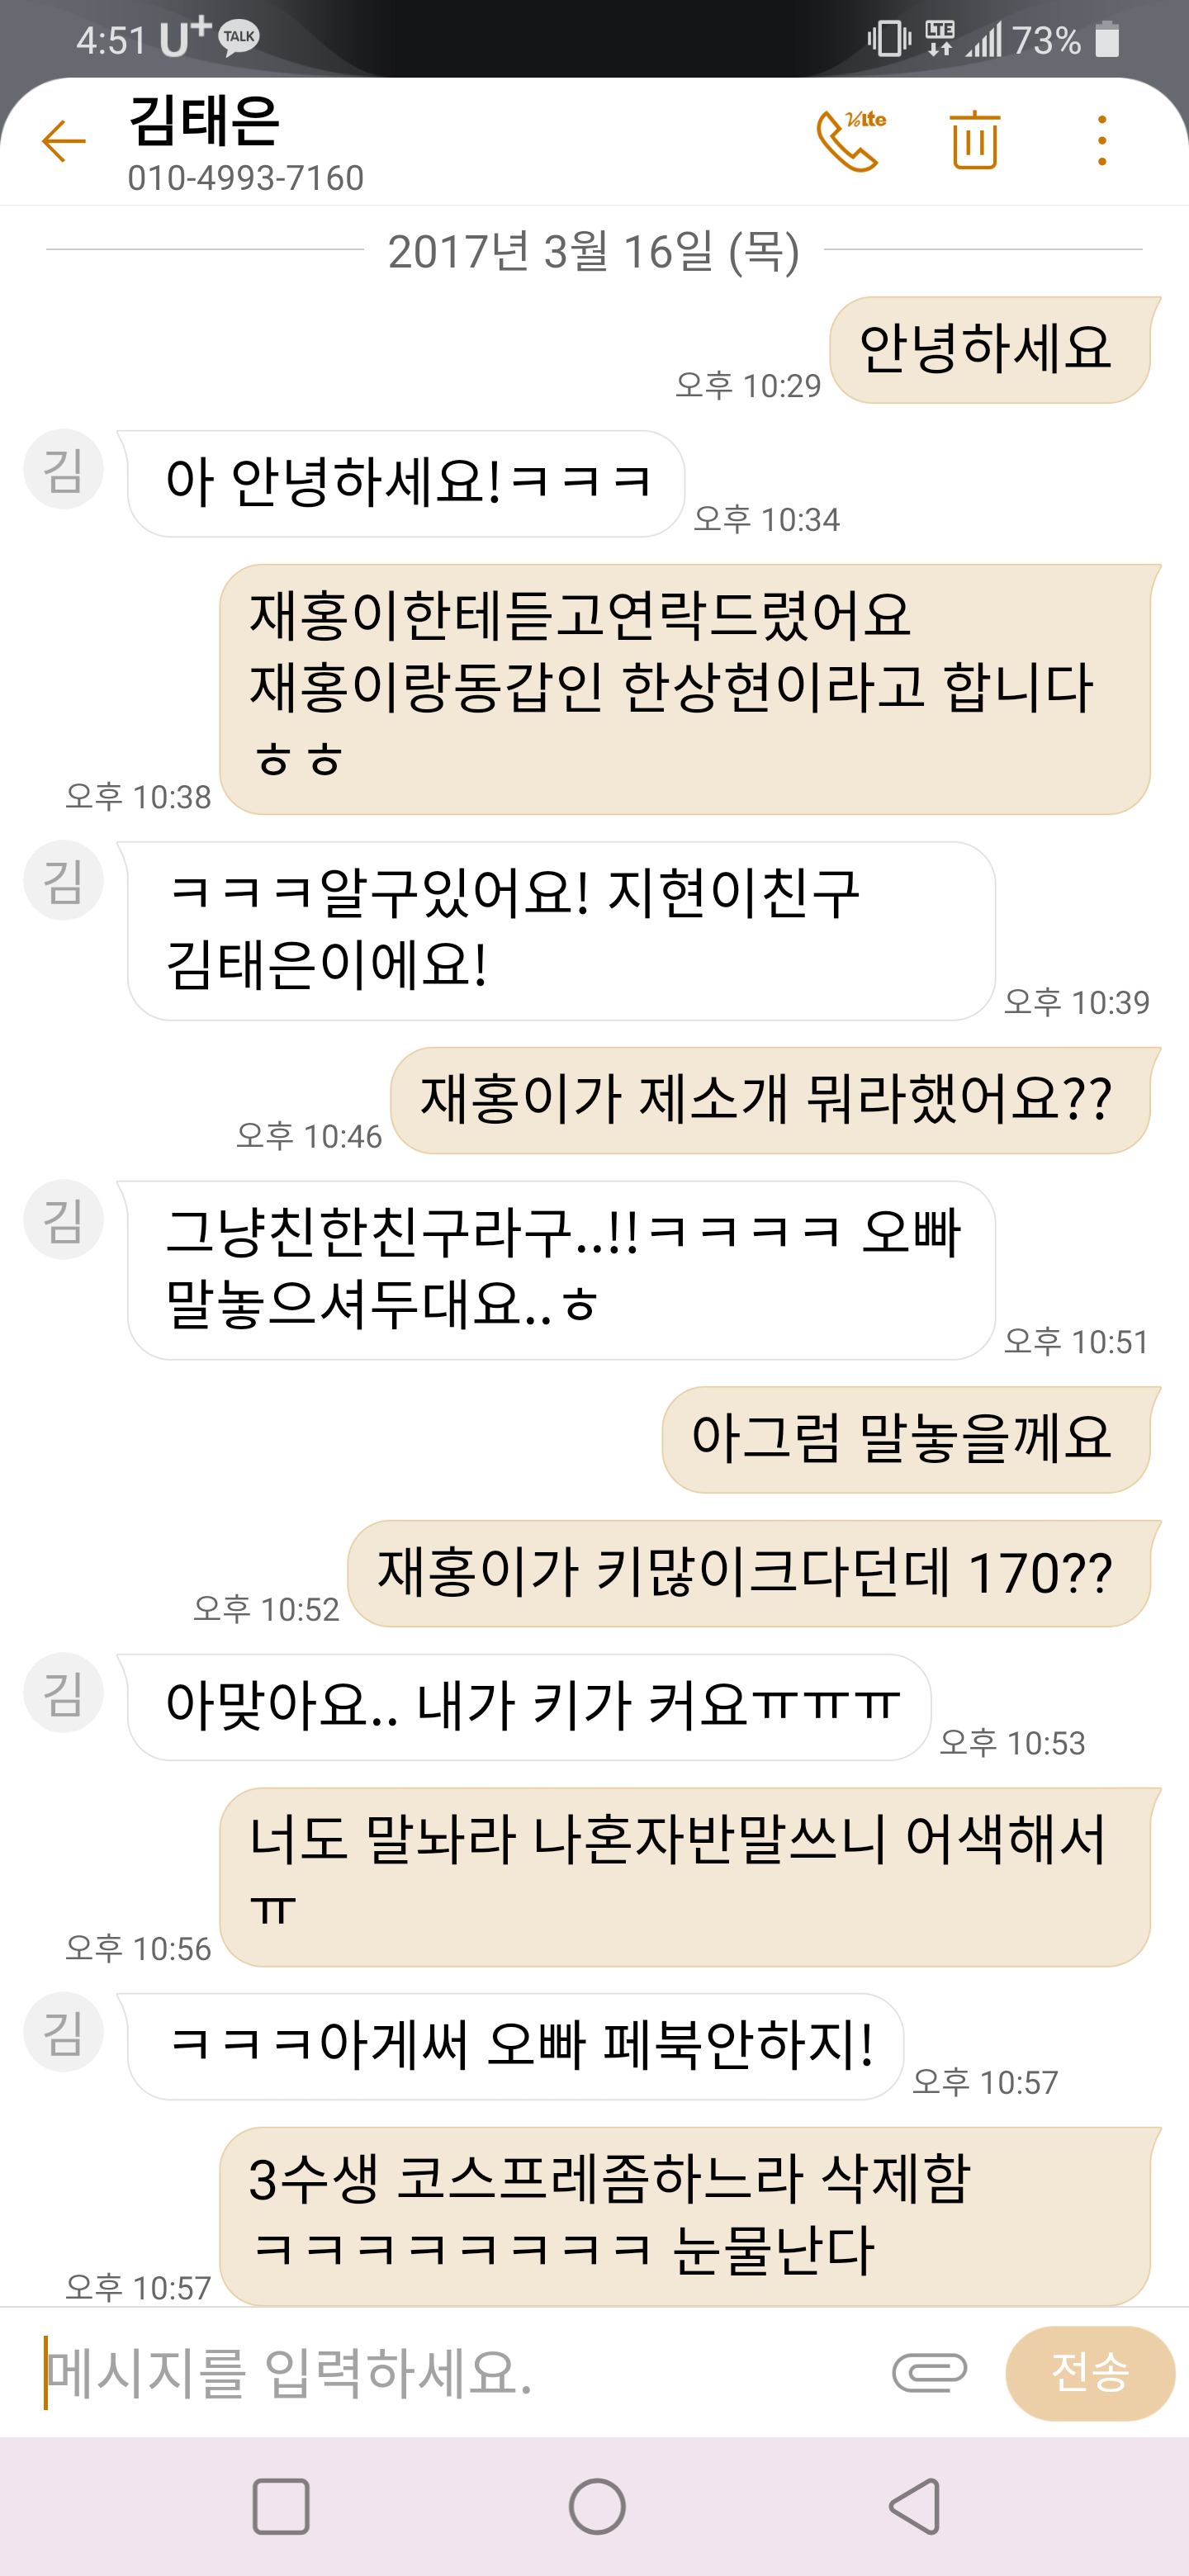 4:51 U+ TALK LTE 73%
김태은
010-4993-7160
VoLte
2017년 3월 16일 (목)
안녕하세요
오후 10:29
김
아 안녕하세요!ㅋㅋㅋ
오후 10:34
재홍이한테듣고연락드렸어요
재홍이랑동갑인 한상현이라고 합니다
ㅎㅎ
오후 10:38
김
ㅋㅋㅋ알구있어요! 지현이친구
김태은이에요!
오후 10:39
재홍이가 제소개 뭐라했어요??
오후 10:46
김
그냥친한친구라구..!!ㅋㅋㅋㅋ 오빠
말놓으셔두대요..ㅎ
오후 10:51
아그럼 말놓을께요
재홍이가 키많이크다던데 170??
오후 10:52
김
아맞아요.. 내가 키가 커요ㅠㅠㅠ
오후 10:53
너도 말놔라 나혼자반말쓰니 어색해서
ㅠ
오후 10:56
김
ㅋㅋㅋ아게써 오빠 페북안하지!
오후 10:57
3수생 코스프레좀하느라 삭제함
ㅋㅋㅋㅋㅋㅋㅋㅋ 눈물난다
오후 10:57
메시지를 입력하세요.
전송